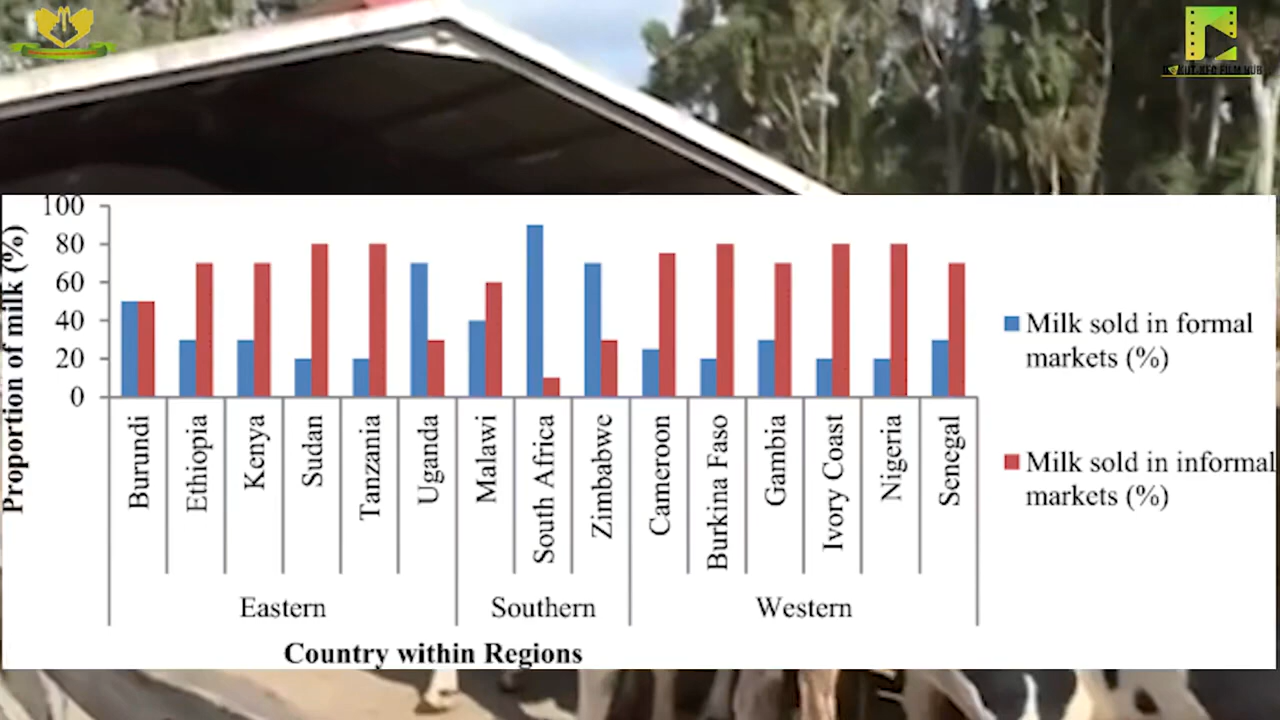 100
80
60
40
20
0
Proportion of milk (%)
Burundi
Ethiopia
Kenya
Sudan
Tanzania
Uganda
Malawi
South Africa
Zimbabwe
Cameroon
Burkina Faso
Gambia
Ivory Coast
Nigeria
Senegal
Eastern
Southern
Western
Country within Regions
Milk sold in formal
markets (%)
Milk sold in informal
markets (%)
FILM HUB